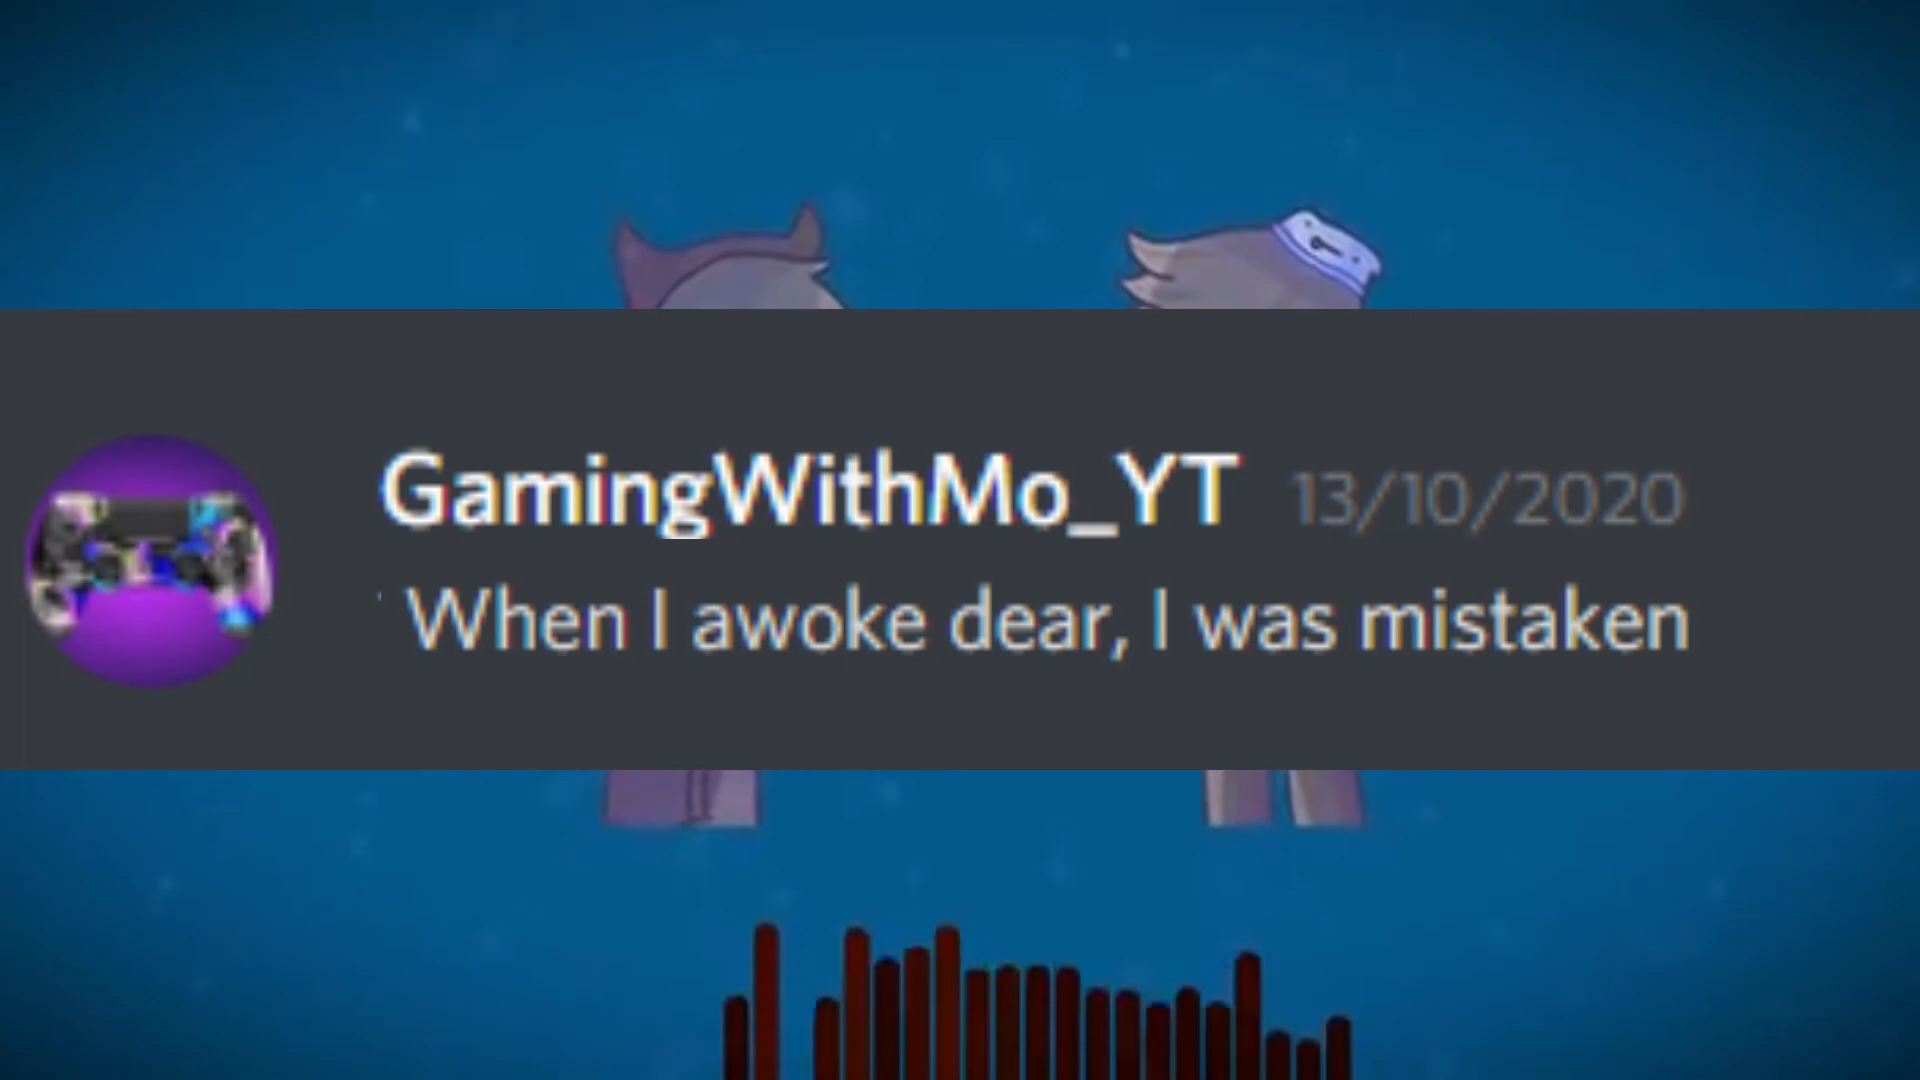 GamingWithMo_YT 13/10/2020
When I awoke dear, I was mistaken